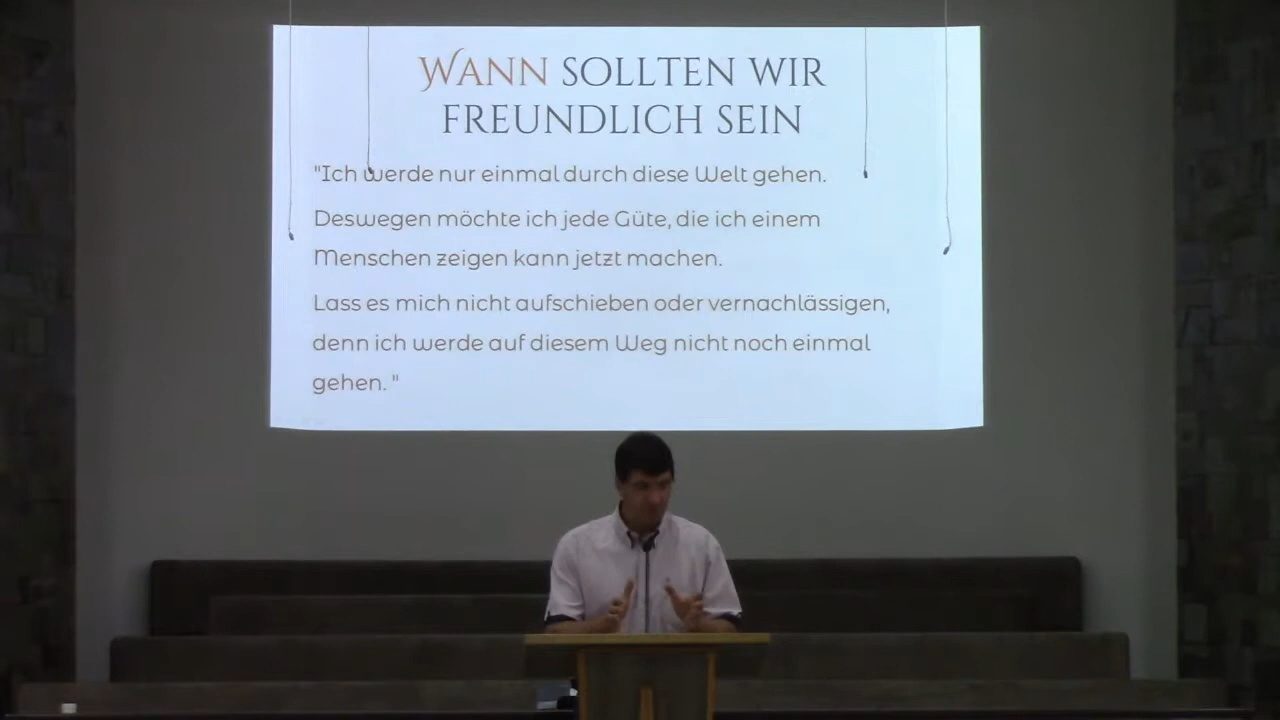 WANN SOLLTEN WIR
FREUNDLICH SEIN
"Ich werde nur einmal durch diese Welt gehen.
Deswegen möchte ich jede Güte, die ich einem
Menschen zeigen kann jetzt machen.
Lass es mich nicht aufschieben oder vernachlässigen,
denn ich werde auf diesem Weg nicht noch einmal
gehen. "